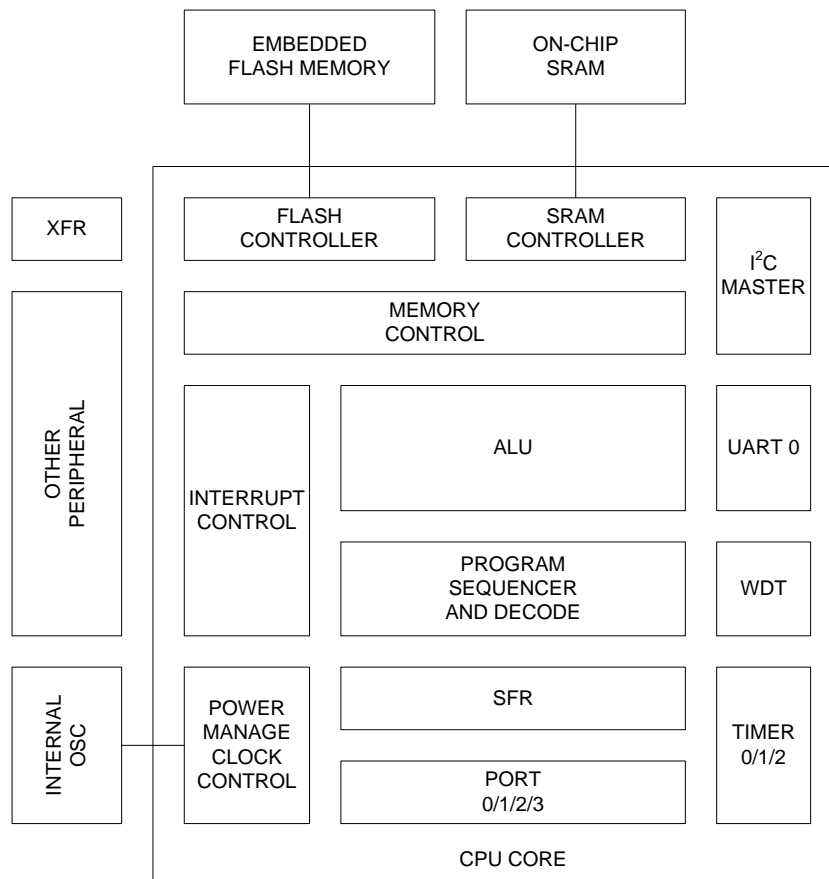 EMBEDDED
FLASH MEMORY
ON-CHIP
SRAM
XFR
FLASH
CONTROLLER
SRAM
CONTROLLER
I²C
MASTER
MEMORY
CONTROL
OTHER
PERIPHERAL
INTERRUPT
CONTROL
ALU
UART 0
PROGRAM
SEQUENCER
AND DECODE
WDT
INTERNAL
OSC
POWER
MANAGE
CLOCK
CONTROL
SFR
TIMER
0/1/2
PORT
0/1/2/3
CPU CORE